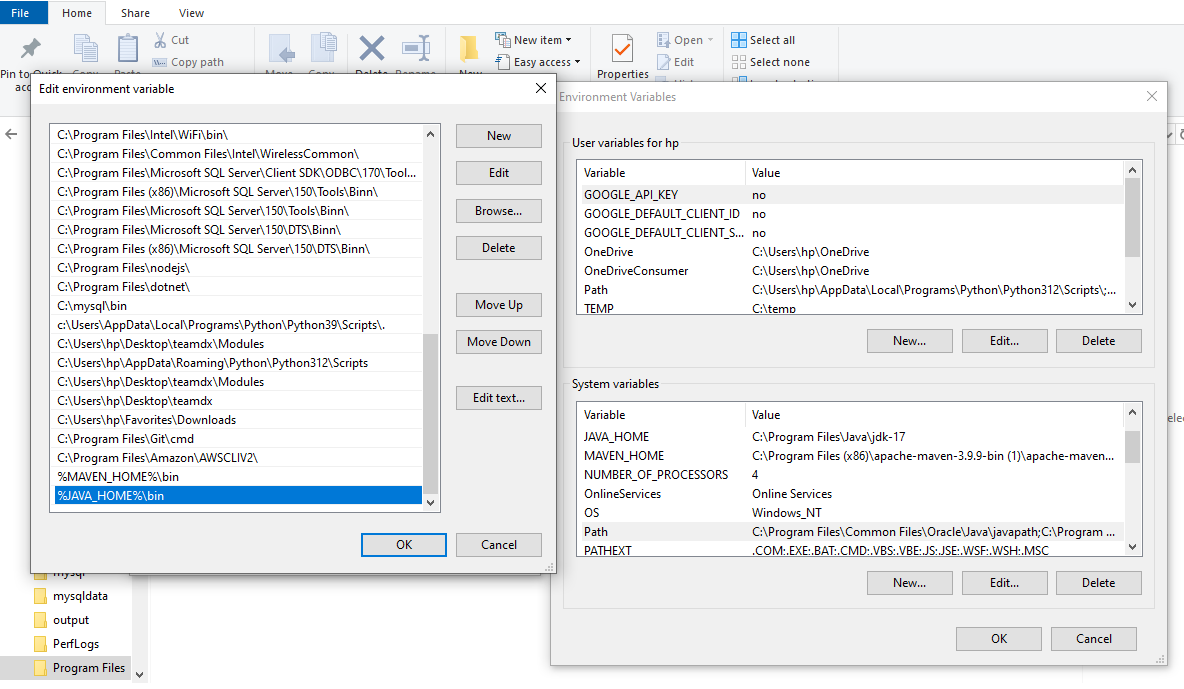 File Home Share View
Cut
Copy path
New item
Easy access
Properties
Open
Edit
Select all
Select none
Pin to Quick
Edit environment variable
C:\Program Files\Intel\WiFi\bin\
C:\Program Files\Common Files\Intel\WirelessCommon\
C:\Program Files\Microsoft SQL Server\Client SDK\ODBC\170\Tool...
C:\Program Files (x86)\Microsoft SQL Server\150\Tools\Binn\
C:\Program Files\Microsoft SQL Server\150\Tools\Binn\
C:\Program Files\Microsoft SQL Server\150\DTS\Binn\
C:\Program Files (x86)\Microsoft SQL Server\150\DTS\Binn\
C:\Program Files\nodejs\
C:\Program Files\dotnet\
C:\mysql\bin
c:\Users\AppData\Local\Programs\Python\Python39\Scripts\.
C:\Users\hp\Desktop\teamdx\Modules
C:\Users\hp\AppData\Roaming\Python\Python312\Scripts
C:\Users\hp\Desktop\teamdx\Modules
C:\Users\hp\Desktop\teamdx
C:\Users\hp\Favorites\Downloads
C:\Program Files\Git\cmd
C:\Program Files\Amazon\AWSCLIV2\
%MAVEN_HOME%\bin
%JAVA_HOME%\bin
New
Edit
Browse...
Delete
Move Up
Move Down
Edit text...
OK Cancel
Environment Variables
User variables for hp
Variable Value
GOOGLE_API_KEY no
GOOGLE_DEFAULT_CLIENT_ID no
GOOGLE_DEFAULT_CLIENT_S... no
OneDrive C:\Users\hp\OneDrive
OneDriveConsumer C:\Users\hp\OneDrive
Path C:\Users\hp\AppData\Local\Programs\Python\Python312\Scripts\;...
TEMP C:\temp
New... Edit... Delete
System variables
Variable Value
JAVA_HOME C:\Program Files\Java\jdk-17
MAVEN_HOME C:\Program Files (x86)\apache-maven-3.9.9-bin (1)\apache-maven...
NUMBER_OF_PROCESSORS 4
OnlineServices Online Services
OS Windows_NT
Path C:\Program Files\Common Files\Oracle\Java\javapath;C:\Program ...
PATHEXT .COM;.EXE;.BAT;.CMD;.VBS;.VBE;.JS;.JSE;.WSF;.WSH;.MSC
New... Edit... Delete
OK Cancel
mysql
mysqldata
output
PerfLogs
Program Files